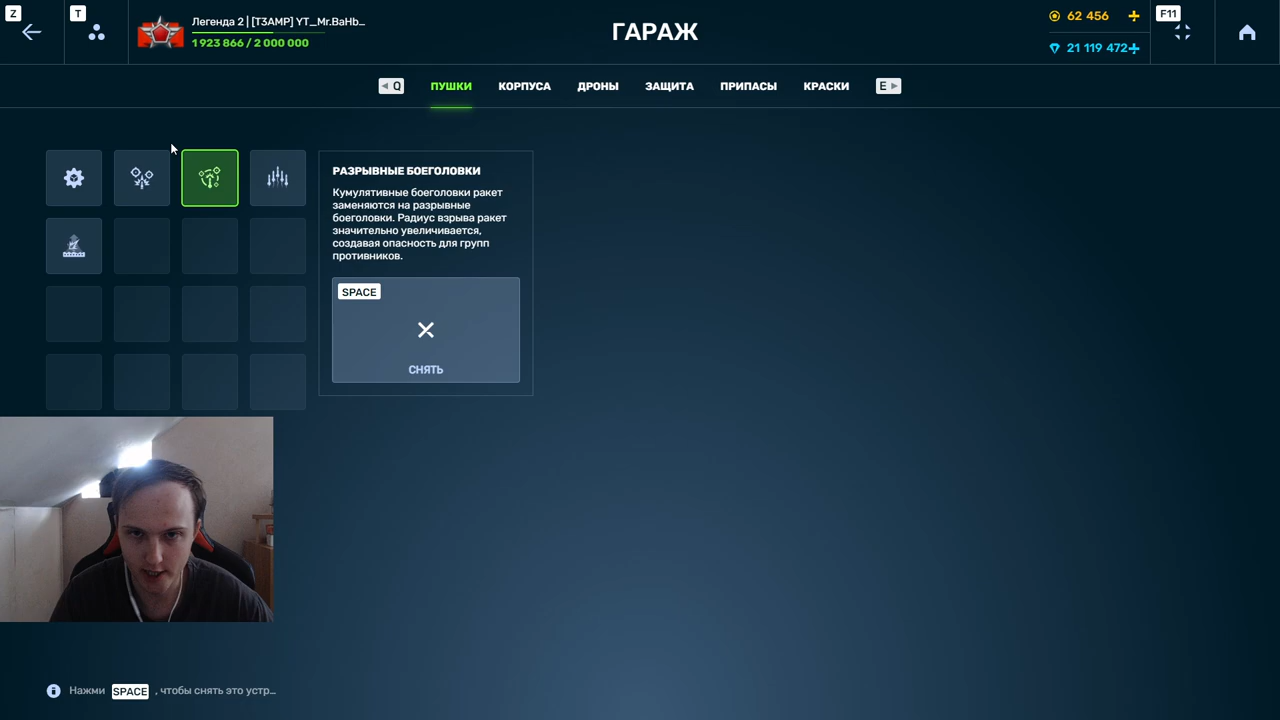 Z
T
Легенда 2 | [T3AMP] YT_Mr.BaHb...
1 923 866 / 2 000 000
ГАРАЖ
62 456
21 119 472
F11
Q
ПУШКИ
КОРПУСА
ДРОНЫ
ЗАЩИТА
ПРИПАСЫ
КРАСКИ
E
РАЗРЫВНЫЕ БОЕГОЛОВКИ
Кумулятивные боеголовки ракет
заменяются на разрывные
боеголовки. Радиус взрыва ракет
значительно увеличивается,
создавая опасность для групп
противников.
SPACE
СНЯТЬ
Нажми SPACE , чтобы снять это устр...